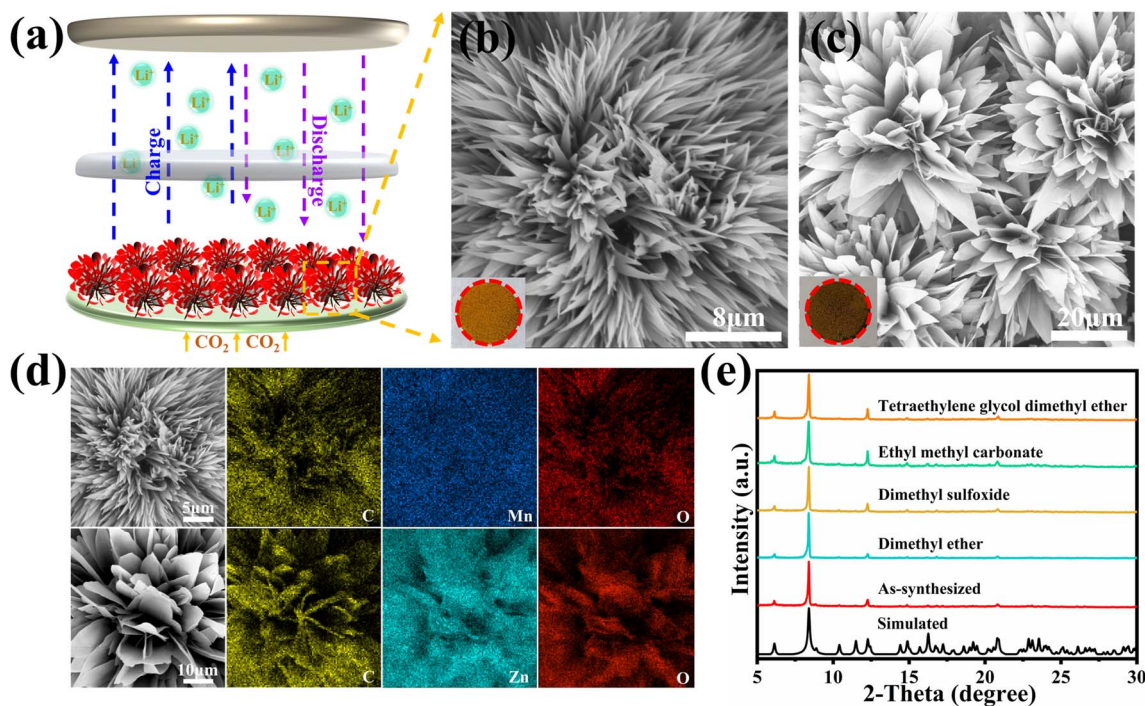 (a)
Li⁺
Li⁺
Li⁺
Li⁺
Li⁺
Li⁺
Li⁺
Li⁺
Li⁺
Charge
Discharge
CO₂ CO₂
(b)
8μm
(c)
20μm
(d)
5μm
C
Mn
O
10μm
C
Zn
O
(e)
Intensity (a.u.)
Tetraethylene glycol dimethyl ether
Ethyl methyl carbonate
Dimethyl sulfoxide
Dimethyl ether
As-synthesized
Simulated
5 10 15 20 25 30
2-Theta (degree)